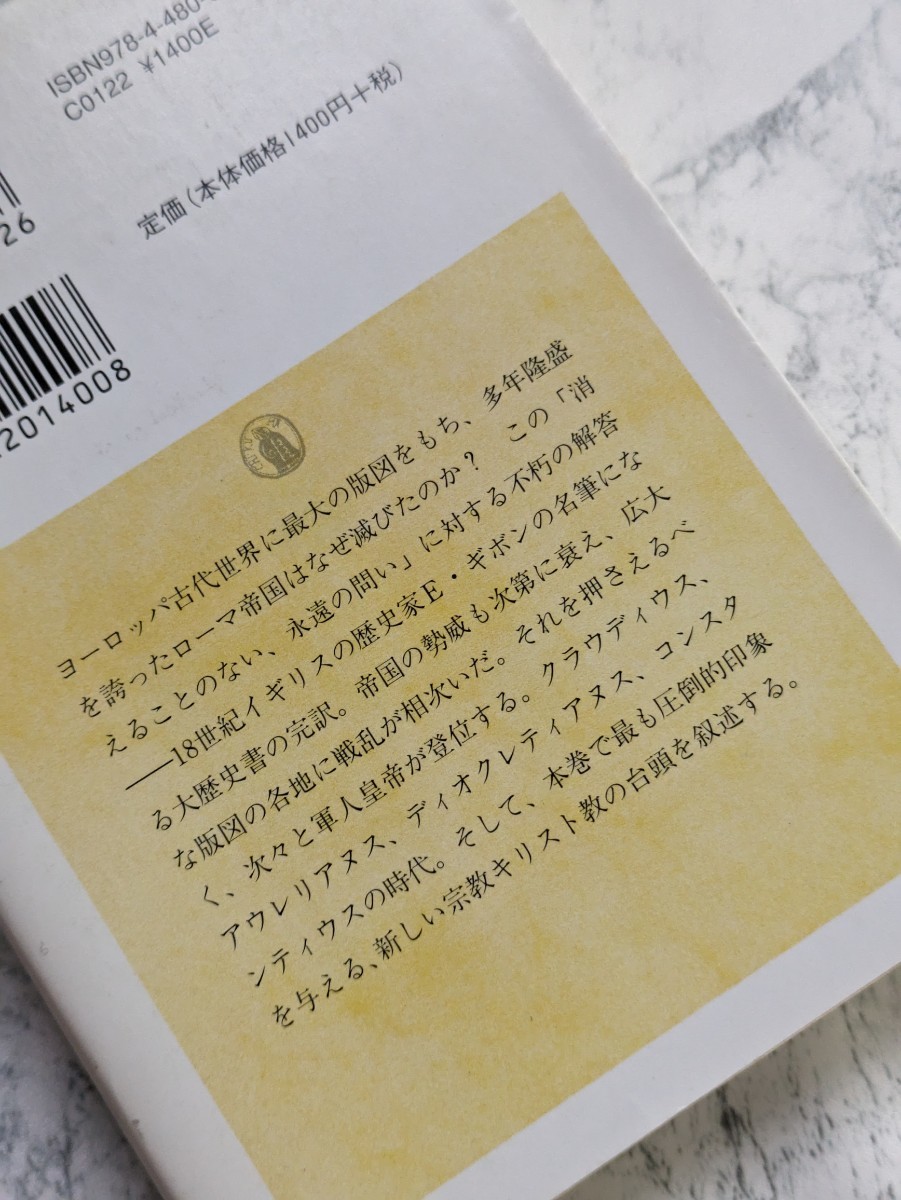 ISBN978-4-480-
C0122 ¥1400E
定価(本体価格1400円+税)
26
2014008
ヨーロッパ古代世界に最大の版図をもち、多年隆盛
を誇ったローマ帝国はなぜ滅びたのか? この「消
えることのない、永遠の問い」に対する不朽の解答
――18世紀イギリスの歴史家E・ギボンの名筆にな
る大歴史書の完訳。帝国の勢威も次第に衰え、広大
な版図の各地に戦乱が相次いだ。それを押さえるべ
く、次々と軍人皇帝が登位する。クラウディウス、
アウレリアヌス、ディオクレティアヌス、コンスタ
ンティウスの時代。そして、本巻で最も圧倒的印象
を与える、新しい宗教キリスト教の台頭を叙述する。